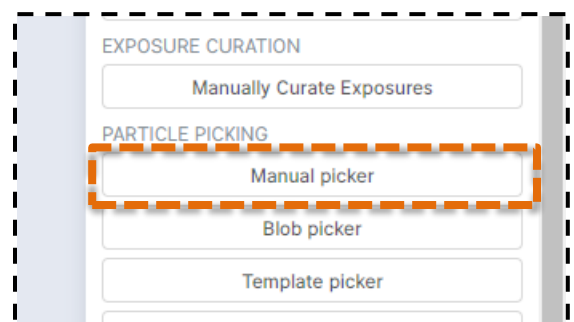 EXPOSURE CURATION
Manually Curate Exposures
PARTICLE PICKING
Manual picker
Blob picker
Template picker